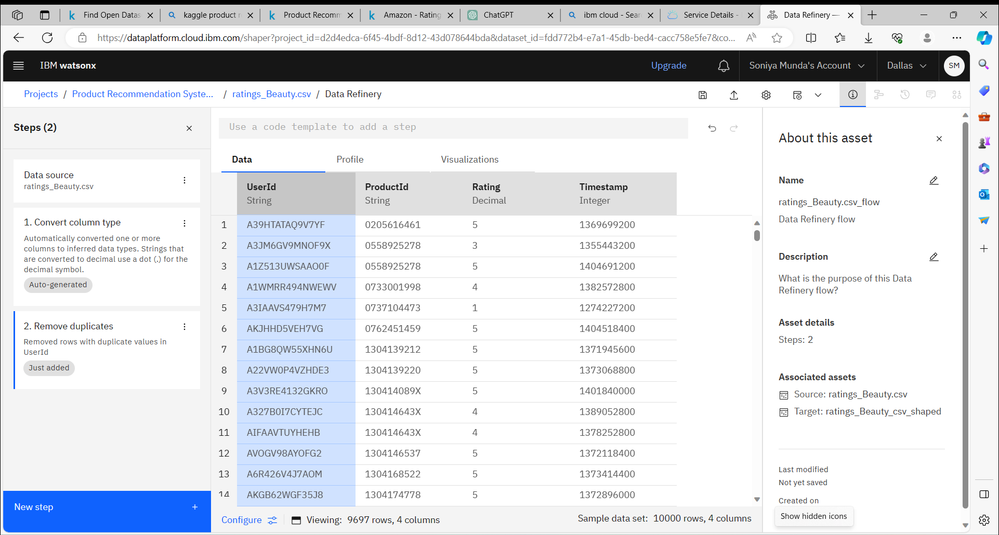 Find Open Datas
kaggle product r
Product Recomm
Amazon - Rating
ChatGPT
ibm cloud - Sear
Service Details -
Data Refinery —
https://dataplatform.cloud.ibm.com/shaper?project_id=d2d4edca-6f45-4bdf-8d12-43d078644bda&dataset_id=fdd772b4-e7a1-45db-bed4-cacc758e5fe7&co...
IBM watsonx
Upgrade
Soniya Munda's Account
Dallas
SM
Projects / Product Recommendation Syste... / ratings_Beauty.csv / Data Refinery
Steps (2)
Data source
ratings_Beauty.csv
1. Convert column type
Automatically converted one or more
columns to inferred data types. Strings that
are converted to decimal use a dot (.) for the
decimal symbol.
Auto-generated
2. Remove duplicates
Removed rows with duplicate values in
UserId
Just added
New step +
Use a code template to add a step
Data Profile Visualizations
UserId ProductId Rating Timestamp
String String Decimal Integer
1 A39HTATAQ9V7YF 0205616461 5 1369699200
2 A3JM6GV9MNOF9X 0558925278 3 1355443200
3 A1Z513UWSAAO0F 0558925278 5 1404691200
4 A1WMRR494NWEWV 0733001998 4 1382572800
5 A3IAAVS479H7M7 0737104473 1 1274227200
6 AKJHHD5VEH7VG 0762451459 5 1404518400
7 A1BG8QW55XHN6U 1304139212 5 1371945600
8 A22VW0P4VZHDE3 1304139220 5 1373068800
9 A3V3RE4132GKRO 130414089X 5 1401840000
10 A327B0I7CYTEJC 130414643X 4 1389052800
11 AIFAAVTUYHEHB 130414643X 4 1378252800
12 AVOGV98AYOFG2 1304146537 5 1372118400
13 A6R426V4J7AOM 1304168522 5 1373414400
14 AKGB62WGF35J8 1304174778 5 1372896000
Configure
Viewing: 9697 rows, 4 columns
Sample data set: 10000 rows, 4 columns
About this asset
Name
ratings_Beauty.csv_flow
Data Refinery flow
Description
What is the purpose of this Data
Refinery flow?
Asset details
Steps: 2
Associated assets
Source: ratings_Beauty.csv
Target: ratings_Beauty_csv_shaped
Last modified
Not yet saved
Created on
Show hidden icons